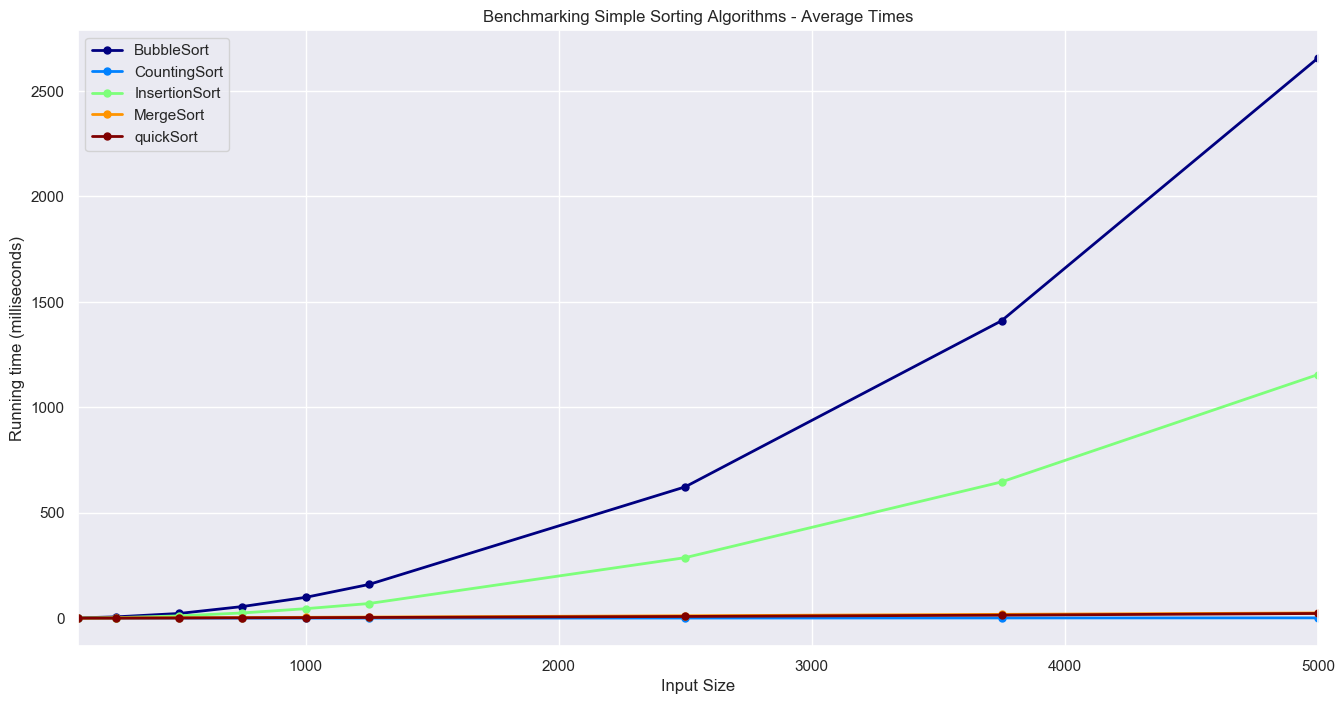 Benchmarking Simple Sorting Algorithms - Average Times
BubbleSort
CountingSort
InsertionSort
MergeSort
quickSort
2500
2000
1500
1000
500
0
Running time (milliseconds)
1000 2000 3000 4000 5000
Input Size